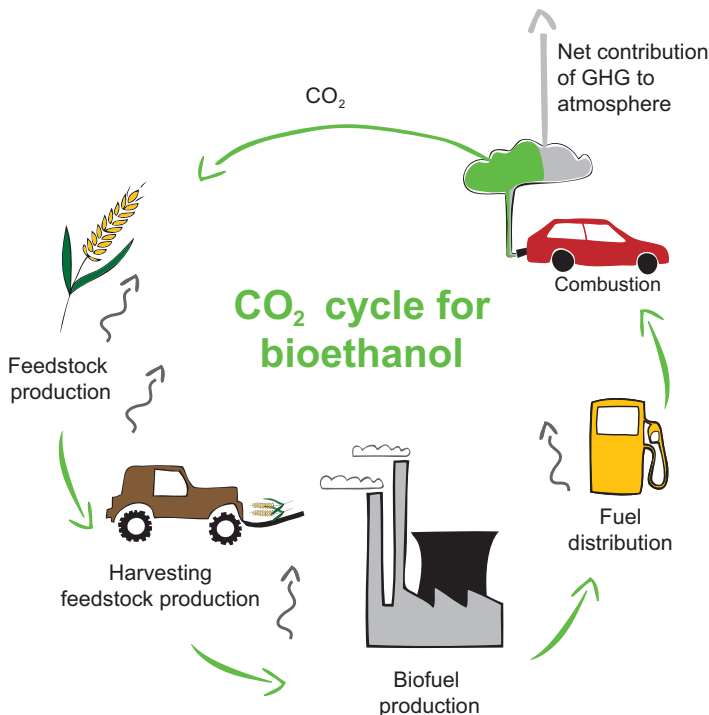 Net contribution
of GHG to
atmosphere
CO₂
Combustion
CO₂ cycle for
bioethanol
Feedstock
production
Fuel
distribution
Harvesting
feedstock production
Biofuel
production